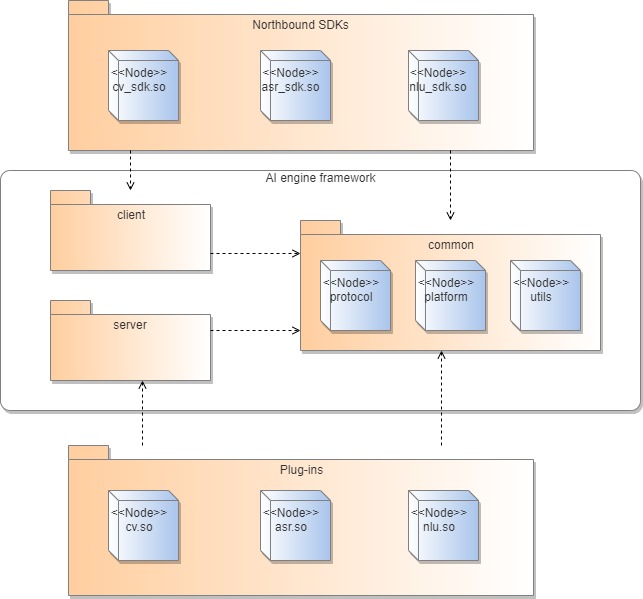 Northbound SDKs
<<Node>>
cv_sdk.so
<<Node>>
asr_sdk.so
<<Node>>
nlu_sdk.so
AI engine framework
client
common
<<Node>>
protocol
<<Node>>
platform
<<Node>>
utils
server
Plug-ins
<<Node>>
cv.so
<<Node>>
asr.so
<<Node>>
nlu.so